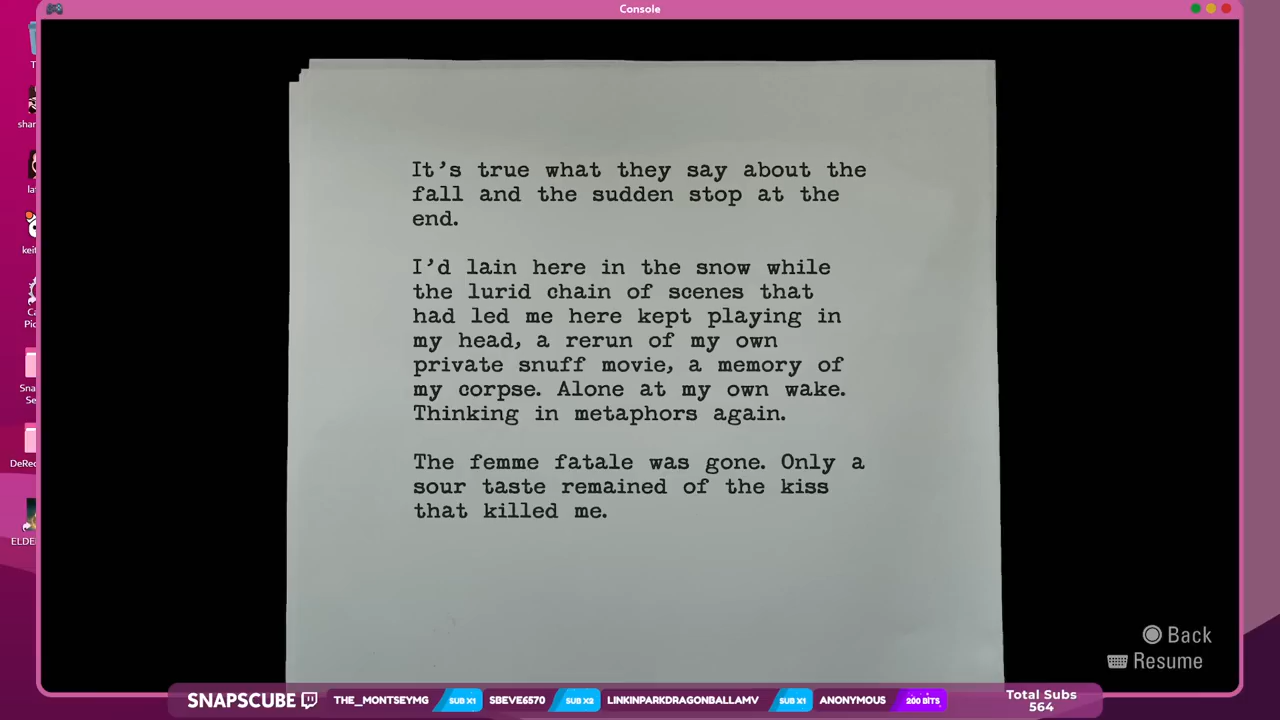 Console
It's true what they say about the
fall and the sudden stop at the
end.
I'd lain here in the snow while
the lurid chain of scenes that
had led me here kept playing in
my head, a rerun of my own
private snuff movie, a memory of
my corpse. Alone at my own wake.
Thinking in metaphors again.
The femme fatale was gone. Only a
sour taste remained of the kiss
that killed me.
Back
Resume
SNAPSCUBE THE_MONTSEYMG SUB X1 SBEVE6570 SUB X2 LINKINPARKDRAGONBALLAMV SUB X1 ANONYMOUS 200 BITS Total Subs
564